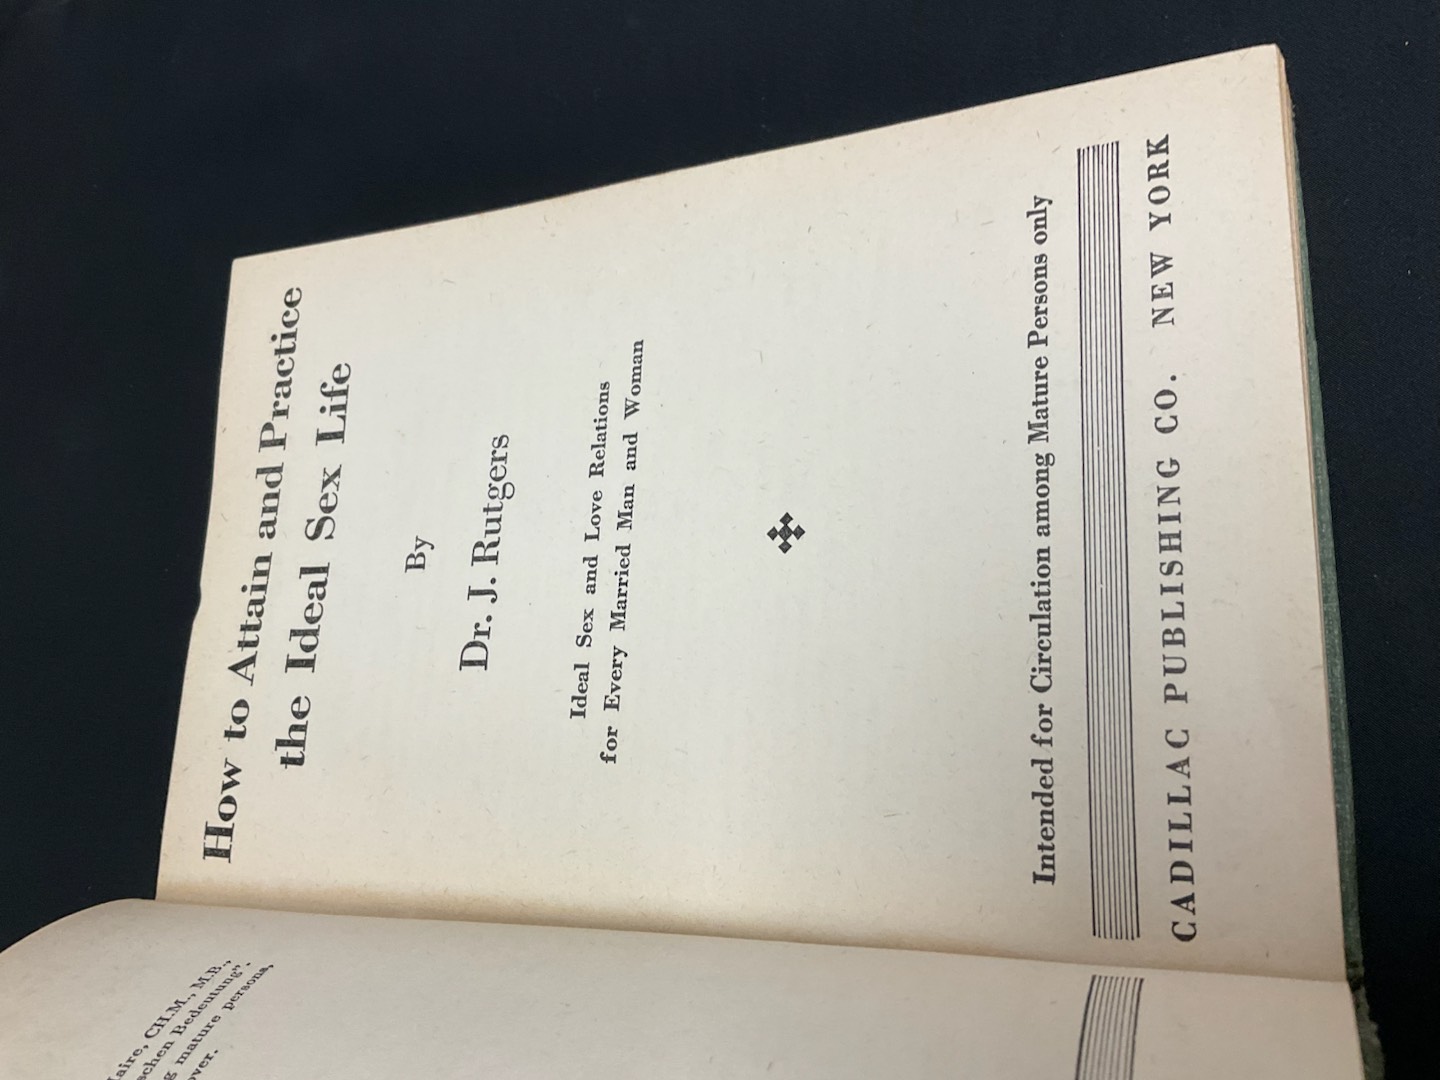 How to Attain and Practice
the Ideal Sex Life
By
Dr. J. Rutgers
Ideal Sex and Love Relations
for Every Married Man and Woman
Intended for Circulation among Mature Persons only
CADILLAC PUBLISHING CO. NEW YORK
CH.M., M.B.,
Bedeutung".
mature persons,